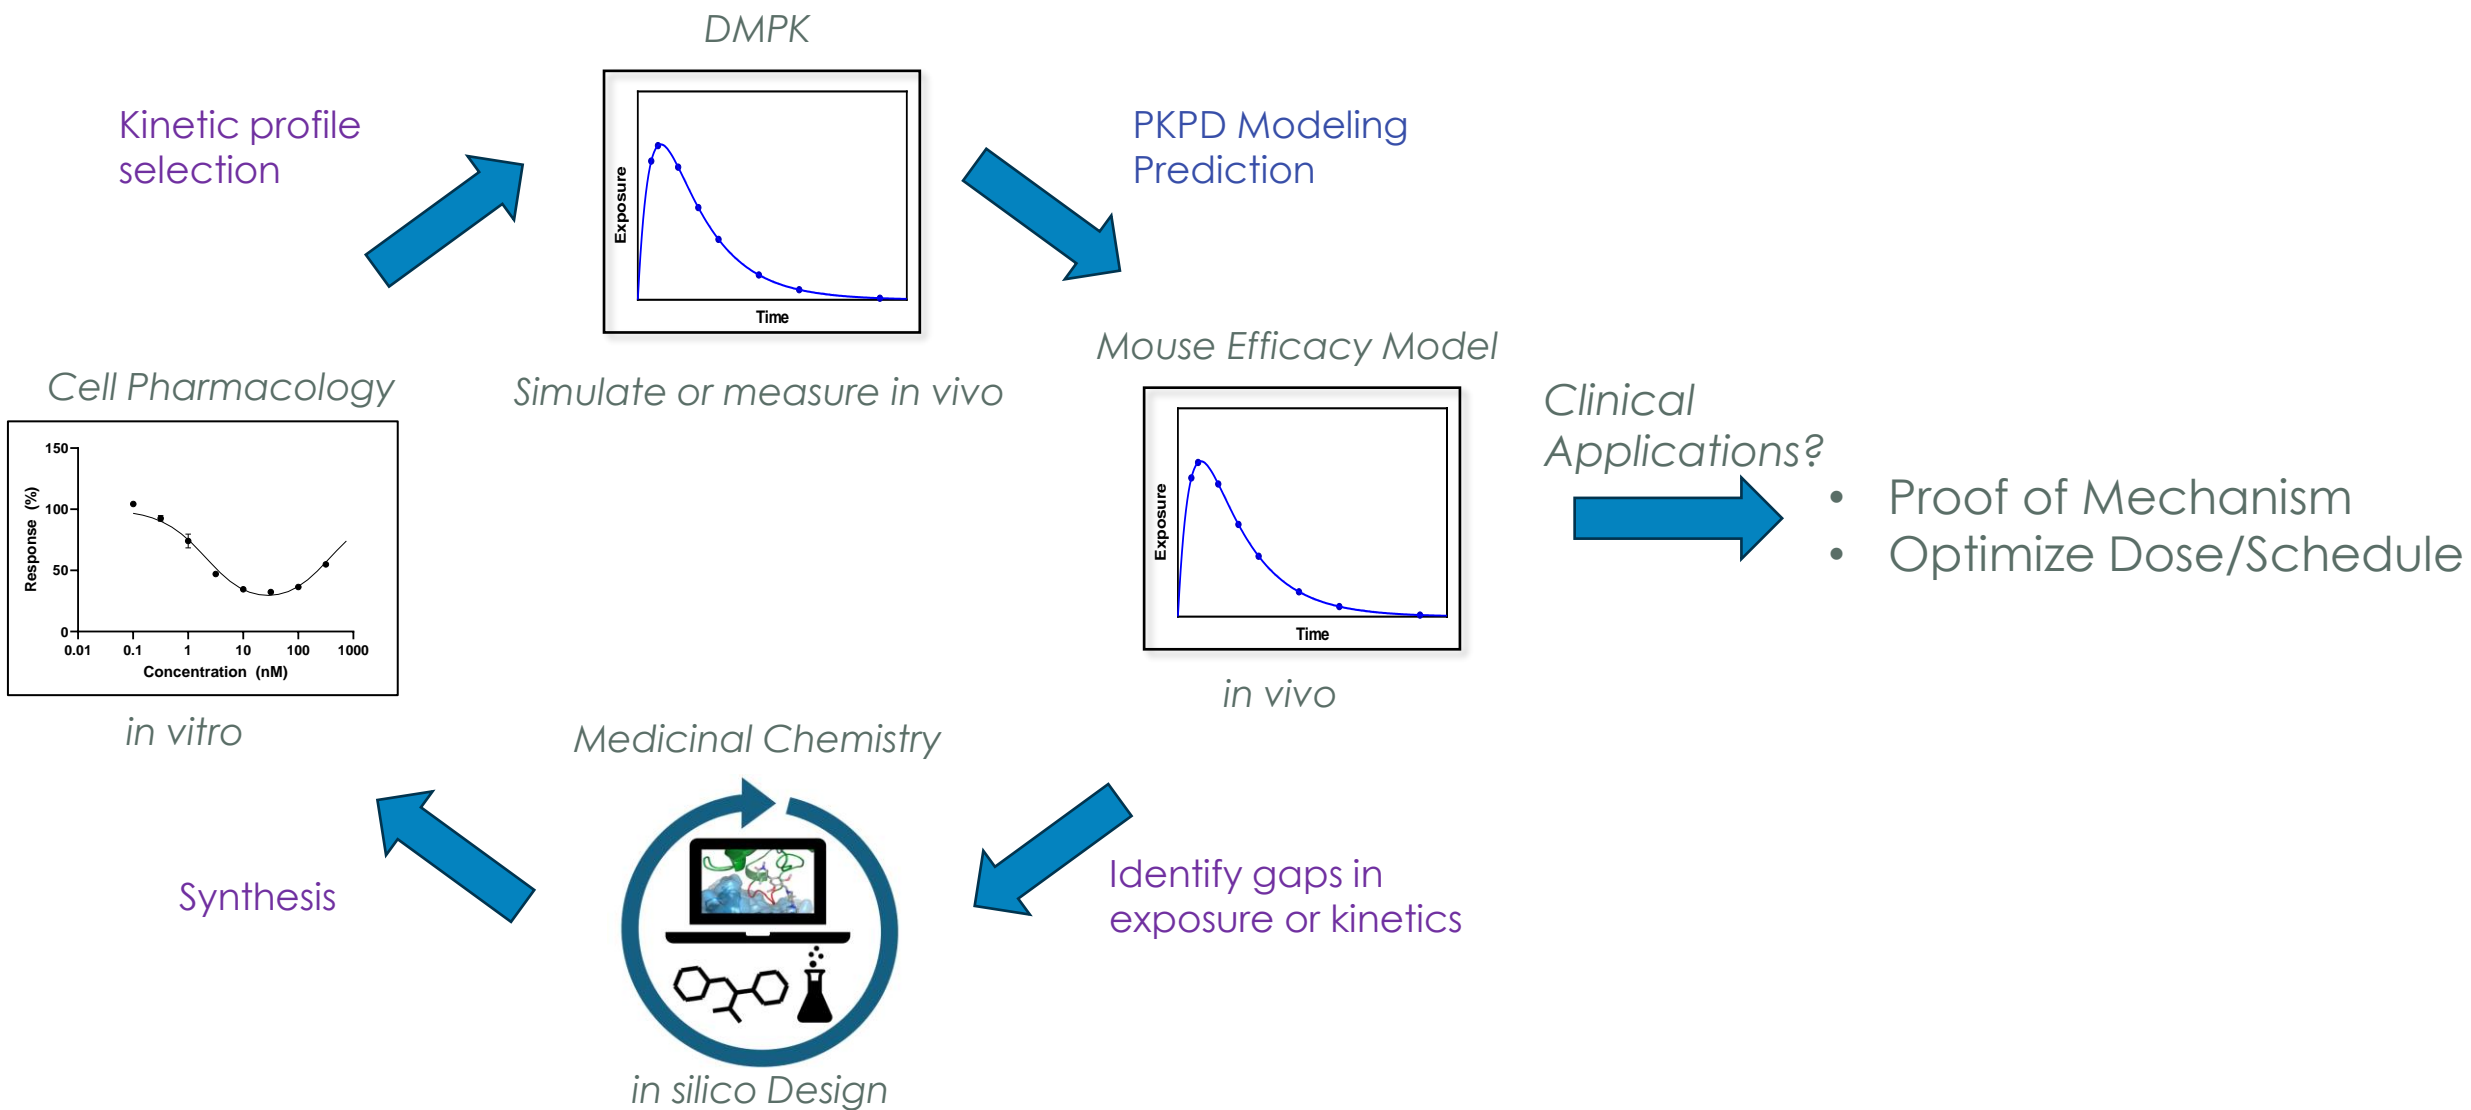 DMPK
Kinetic profile
selection
Exposure
Time
PKPD Modeling
Prediction
Simulate or measure in vivo
Cell Pharmacology
150
100
50
0
Response (%)
0.01 0.1 1 10 100 1000
Concentration (nM)
in vitro
Mouse Efficacy Model
Exposure
Time
in vivo
Clinical
Applications?
• Proof of Mechanism
• Optimize Dose/Schedule
Medicinal Chemistry
Synthesis
Identify gaps in
exposure or kinetics
in silico Design